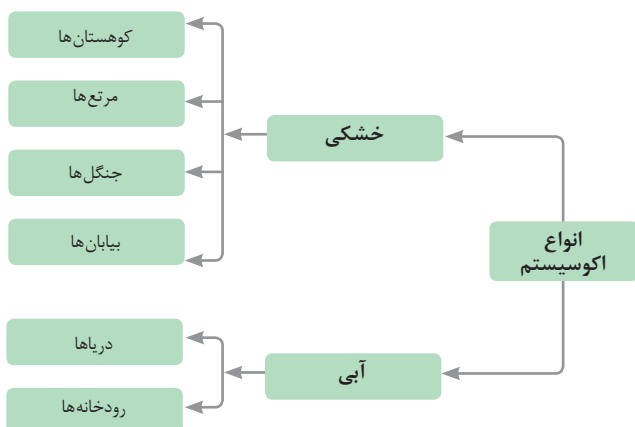 انواع
اکوسیستم
خشکی
کوهستان‌ها
مرتع‌ها
جنگل‌ها
بیابان‌ها
آبی
دریاها
رودخانه‌ها